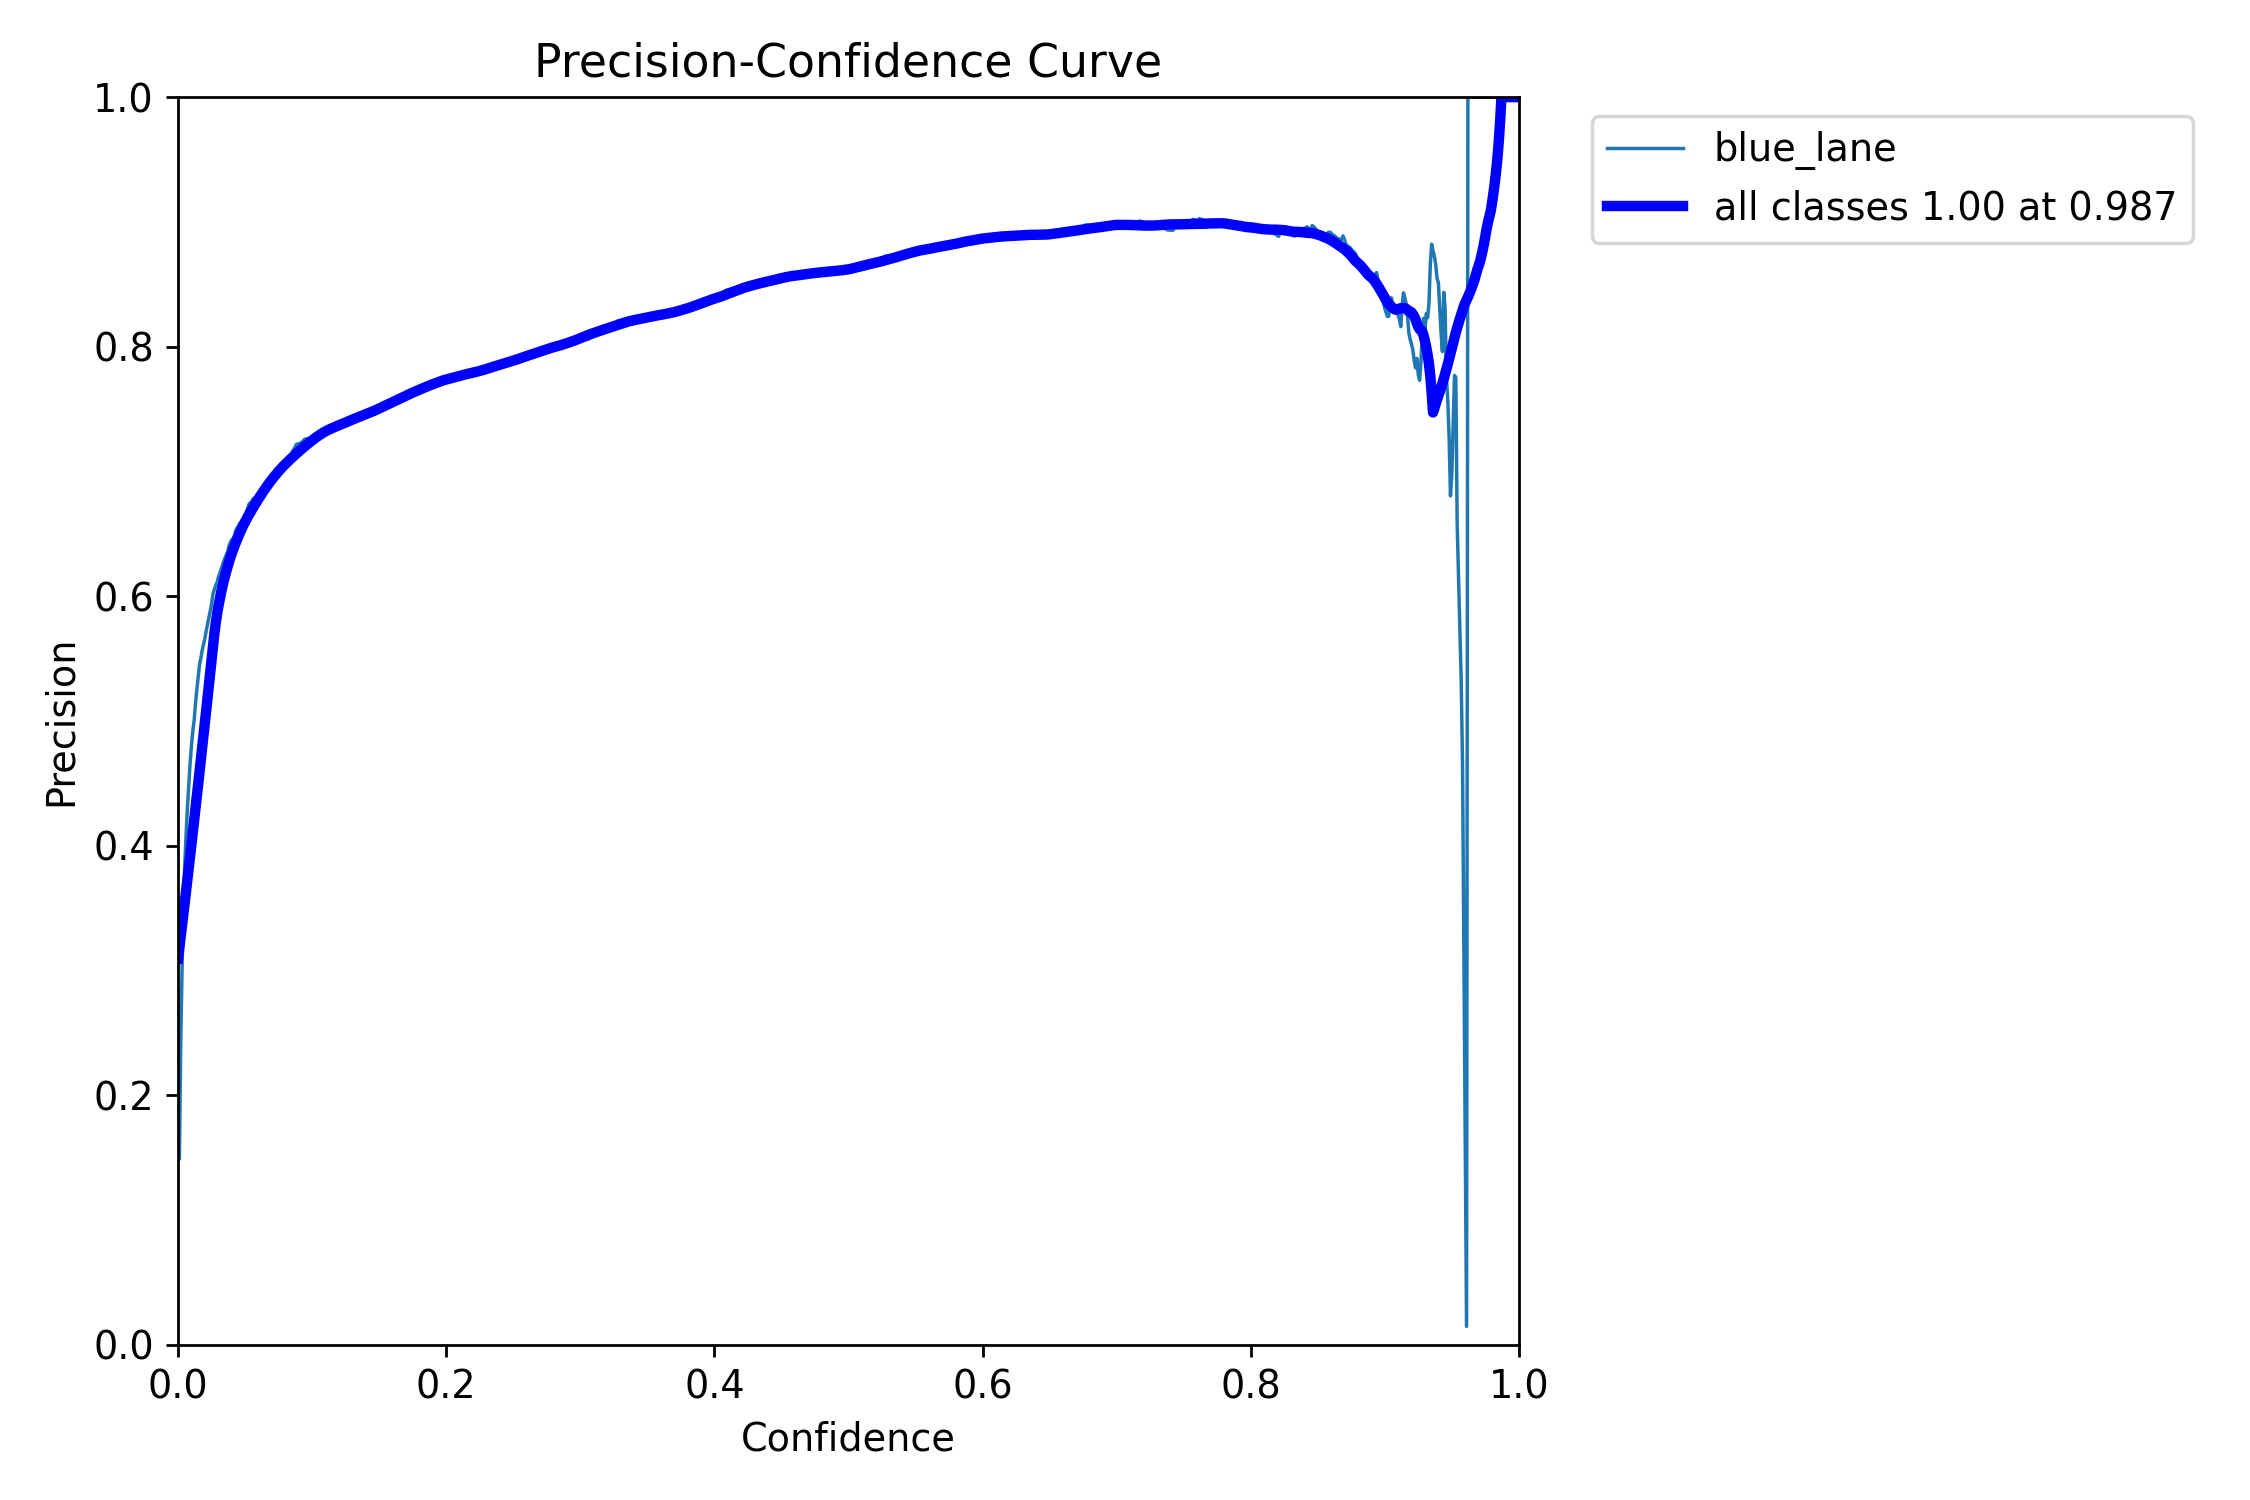 Precision-Confidence Curve
1.0
0.8
0.6
0.4
0.2
0.0
Precision
0.0 0.2 0.4 0.6 0.8 1.0
Confidence
blue_lane
all classes 1.00 at 0.987